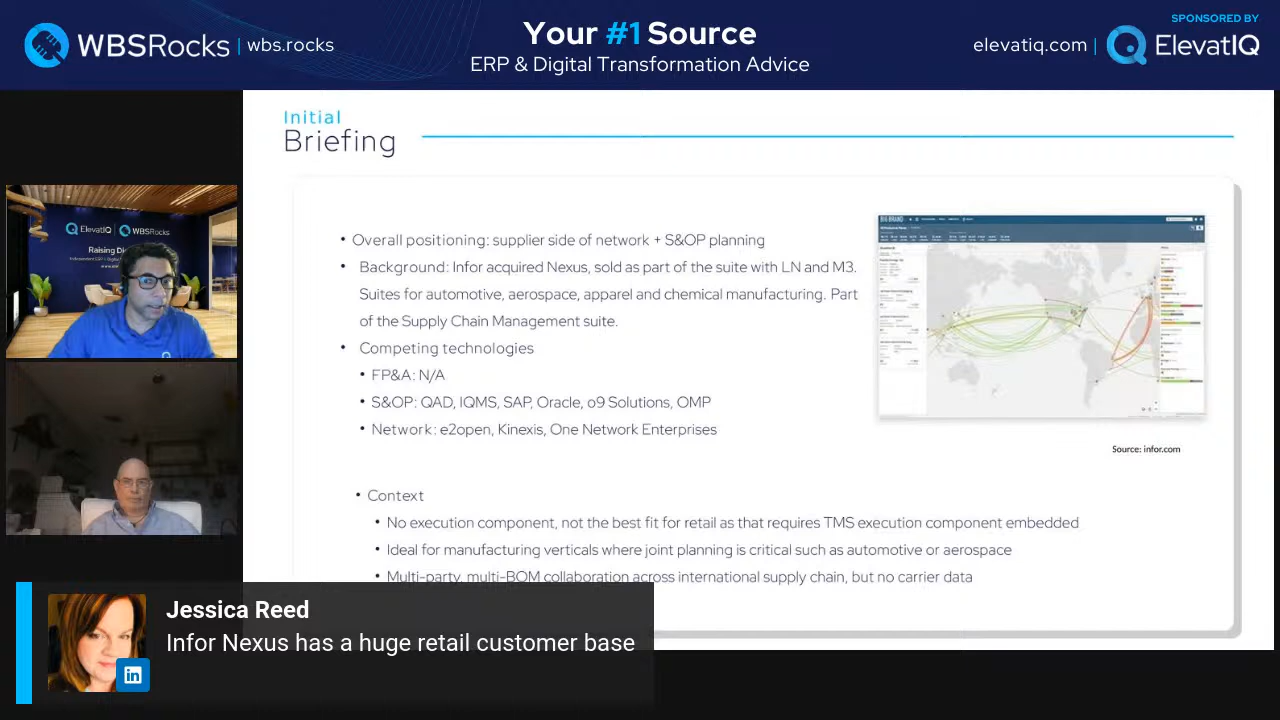 WBSRocks | wbs.rocks
Your #1 Source
ERP & Digital Transformation Advice
SPONSORED BY
elevatiq.com | ElevatIQ
Initial
Briefing
ElevatIQ | WBSRocks
• Overall positioning: supplier side of network + S&OP planning
• Background: Infor acquired Nexus, sold as part of the suite with LN and M3.
Suites for automotive, aerospace, apparel and chemical manufacturing. Part
of the Supply Chain Management suite.
• Competing technologies
• FP&A: N/A
• S&OP: QAD, IQMS, SAP, Oracle, o9 Solutions, OMP
• Network: e2open, Kinexis, One Network Enterprises
BIG BRAND
Source: infor.com
• Context
• No execution component, not the best fit for retail as that requires TMS execution component embedded
• Ideal for manufacturing verticals where joint planning is critical such as automotive or aerospace
• Multi-party, multi-BOM collaboration across international supply chain, but no carrier data
Jessica Reed
Infor Nexus has a huge retail customer base
in